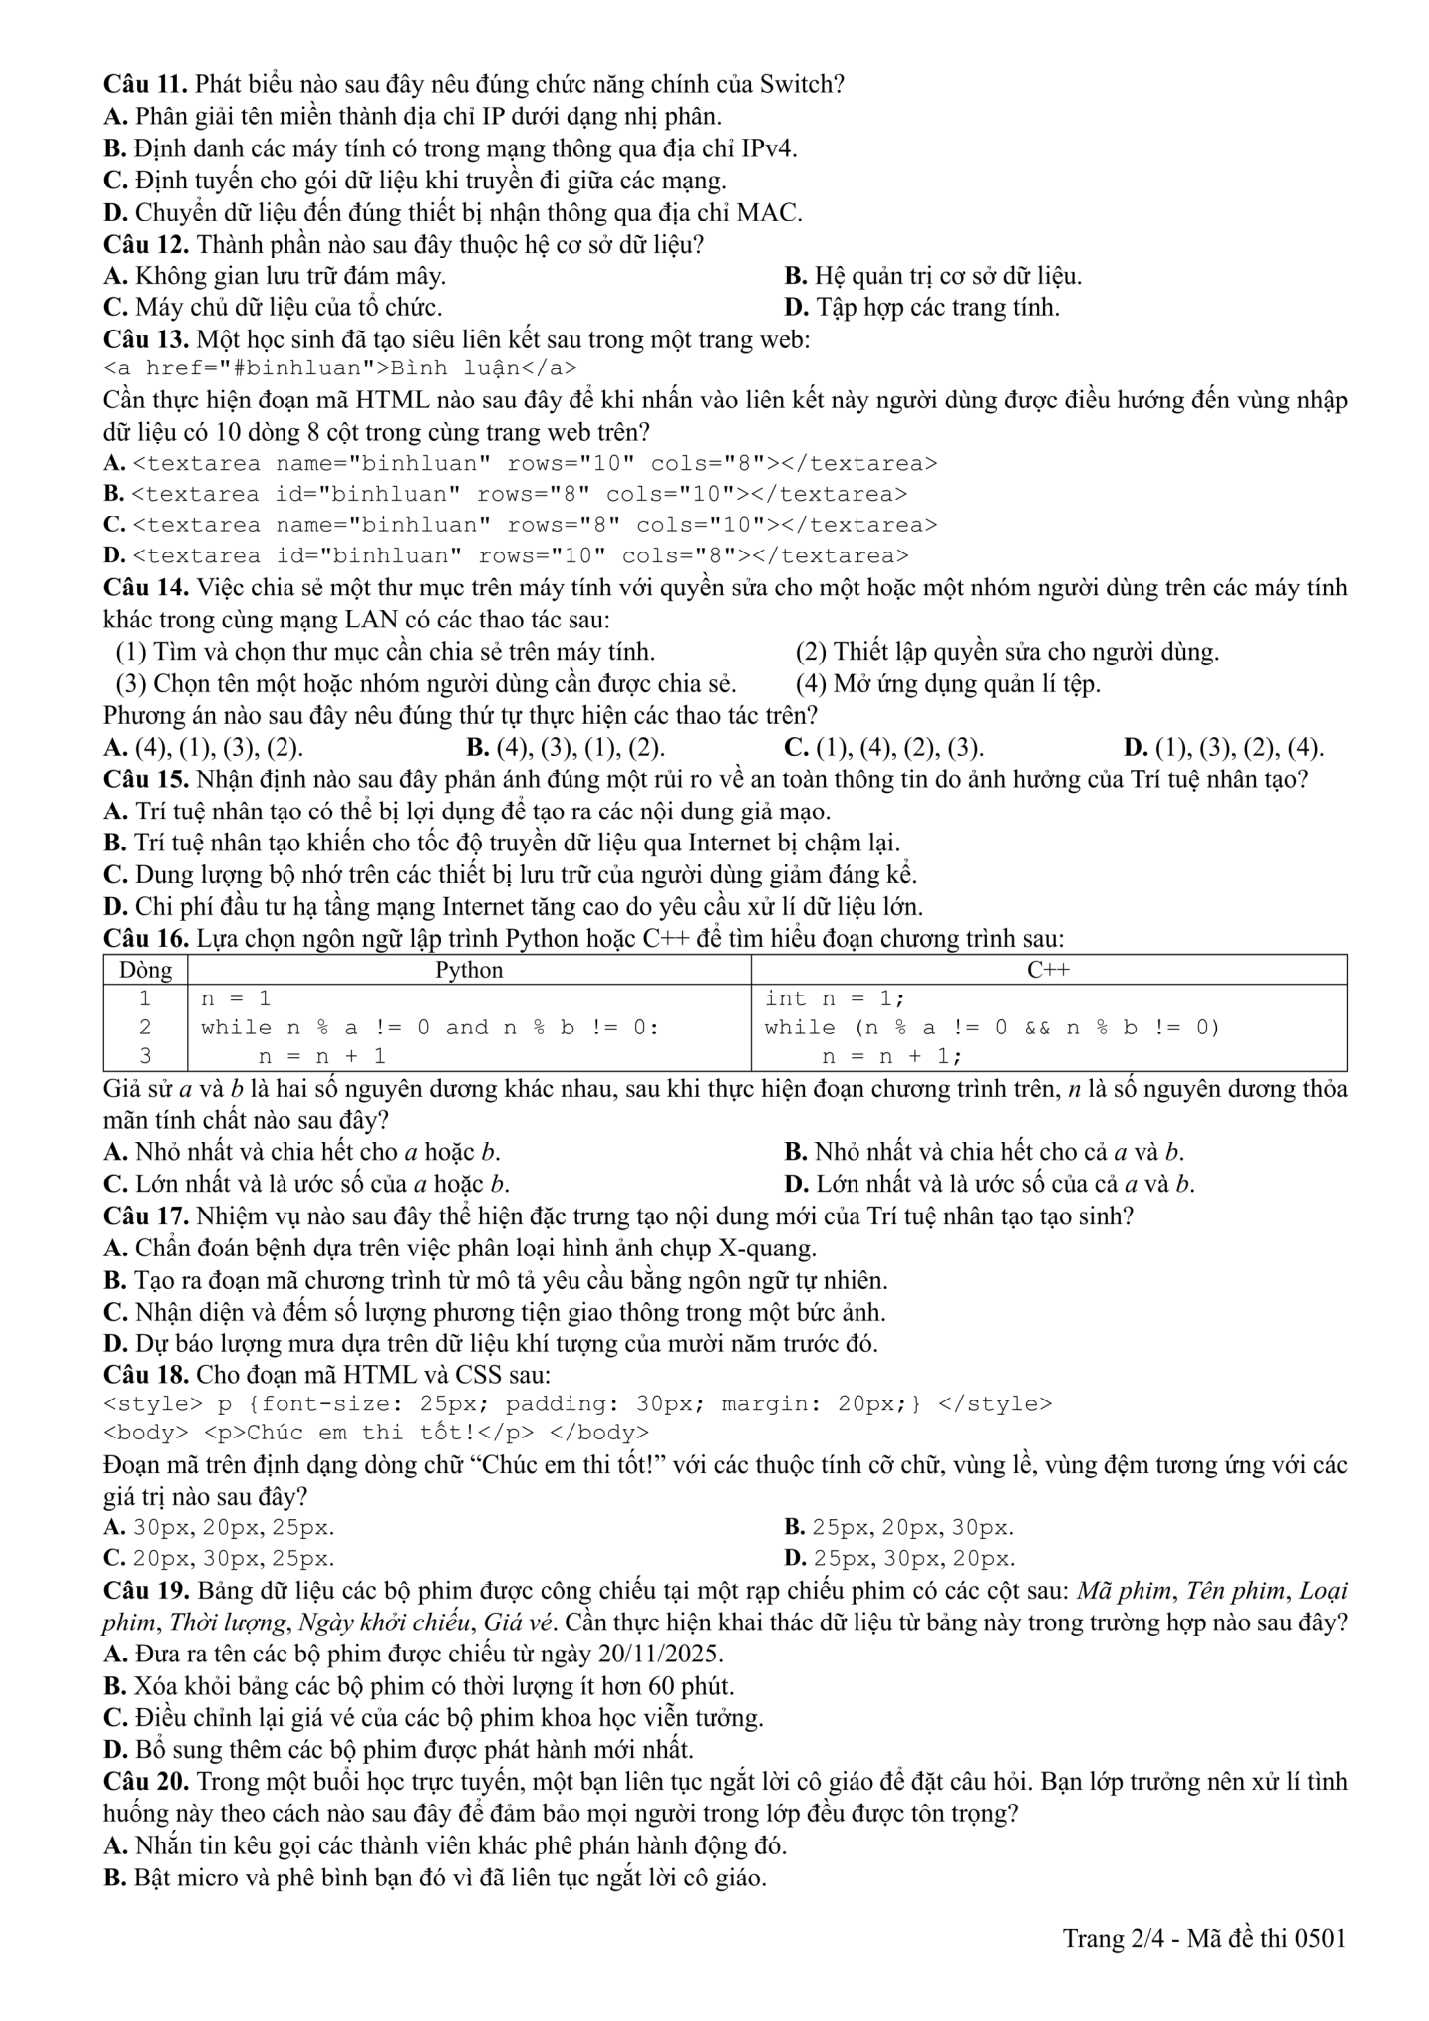 Câu 11. Phát biểu nào sau đây nêu đúng chức năng chính của Switch?
A. Phân giải tên miền thành địa chỉ IP dưới dạng nhị phân.
B. Định danh các máy tính có trong mạng thông qua địa chỉ IPv4.
C. Định tuyến cho gói dữ liệu khi truyền đi giữa các mạng.
D. Chuyển dữ liệu đến đúng thiết bị nhận thông qua địa chỉ MAC.
Câu 12. Thành phần nào sau đây thuộc hệ cơ sở dữ liệu?
A. Không gian lưu trữ đám mây. B. Hệ quản trị cơ sở dữ liệu.
C. Máy chủ dữ liệu của tổ chức. D. Tập hợp các trang tính.
Câu 13. Một học sinh đã tạo siêu liên kết sau trong một trang web:
<a href="#binhluan">Bình luận</a>
Cần thực hiện đoạn mã HTML nào sau đây để khi nhấn vào liên kết này người dùng được điều hướng đến vùng nhập
dữ liệu có 10 dòng 8 cột trong cùng trang web trên?
A. <textarea name="binhluan" rows="10" cols="8"></textarea>
B. <textarea id="binhluan" rows="8" cols="10"></textarea>
C. <textarea name="binhluan" rows="8" cols="10"></textarea>
D. <textarea id="binhluan" rows="10" cols="8"></textarea>
Câu 14. Việc chia sẻ một thư mục trên máy tính với quyền sửa cho một hoặc một nhóm người dùng trên các máy tính
khác trong cùng mạng LAN có các thao tác sau:
(1) Tìm và chọn thư mục cần chia sẻ trên máy tính. (2) Thiết lập quyền sửa cho người dùng.
(3) Chọn tên một hoặc nhóm người dùng cần được chia sẻ. (4) Mở ứng dụng quản lí tệp.
Phương án nào sau đây nêu đúng thứ tự thực hiện các thao tác trên?
A. (4), (1), (3), (2). B. (4), (3), (1), (2). C. (1), (4), (2), (3). D. (1), (3), (2), (4).
Câu 15. Nhận định nào sau đây phản ánh đúng một rủi ro về an toàn thông tin do ảnh hưởng của Trí tuệ nhân tạo?
A. Trí tuệ nhân tạo có thể bị lợi dụng để tạo ra các nội dung giả mạo.
B. Trí tuệ nhân tạo khiến cho tốc độ truyền dữ liệu qua Internet bị chậm lại.
C. Dung lượng bộ nhớ trên các thiết bị lưu trữ của người dùng giảm đáng kể.
D. Chi phí đầu tư hạ tầng mạng Internet tăng cao do yêu cầu xử lí dữ liệu lớn.
Câu 16. Lựa chọn ngôn ngữ lập trình Python hoặc C++ để tìm hiểu đoạn chương trình sau:
Dòng Python C++
1 n = 1 int n = 1;
2 while n % a != 0 and n % b != 0: while (n % a != 0 && n % b != 0)
3 n = n + 1 n = n + 1;
Giả sử a và b là hai số nguyên dương khác nhau, sau khi thực hiện đoạn chương trình trên, n là số nguyên dương thỏa
mãn tính chất nào sau đây?
A. Nhỏ nhất và chia hết cho a hoặc b. B. Nhỏ nhất và chia hết cho cả a và b.
C. Lớn nhất và là ước số của a hoặc b. D. Lớn nhất và là ước số của cả a và b.
Câu 17. Nhiệm vụ nào sau đây thể hiện đặc trưng tạo nội dung mới của Trí tuệ nhân tạo tạo sinh?
A. Chẩn đoán bệnh dựa trên việc phân loại hình ảnh chụp X-quang.
B. Tạo ra đoạn mã chương trình từ mô tả yêu cầu bằng ngôn ngữ tự nhiên.
C. Nhận diện và đếm số lượng phương tiện giao thông trong một bức ảnh.
D. Dự báo lượng mưa dựa trên dữ liệu khí tượng của mười năm trước đó.
Câu 18. Cho đoạn mã HTML và CSS sau:
<style> p {font-size: 25px; padding: 30px; margin: 20px;} </style>
<body> <p>Chúc em thi tốt!</p> </body>
Đoạn mã trên định dạng dòng chữ “Chúc em thi tốt!” với các thuộc tính cỡ chữ, vùng lề, vùng đệm tương ứng với các
giá trị nào sau đây?
A. 30px, 20px, 25px. B. 25px, 20px, 30px.
C. 20px, 30px, 25px. D. 25px, 30px, 20px.
Câu 19. Bảng dữ liệu các bộ phim được công chiếu tại một rạp chiếu phim có các cột sau: Mã phim, Tên phim, Loại
phim, Thời lượng, Ngày khởi chiếu, Giá vé. Cần thực hiện khai thác dữ liệu từ bảng này trong trường hợp nào sau đây?
A. Đưa ra tên các bộ phim được chiếu từ ngày 20/11/2025.
B. Xóa khỏi bảng các bộ phim có thời lượng ít hơn 60 phút.
C. Điều chỉnh lại giá vé của các bộ phim khoa học viễn tưởng.
D. Bổ sung thêm các bộ phim được phát hành mới nhất.
Câu 20. Trong một buổi học trực tuyến, một bạn liên tục ngắt lời cô giáo để đặt câu hỏi. Bạn lớp trưởng nên xử lí tình
huống này theo cách nào sau đây để đảm bảo mọi người trong lớp đều được tôn trọng?
A. Nhắn tin kêu gọi các thành viên khác phê phán hành động đó.
B. Bật micro và phê bình bạn đó vì đã liên tục ngắt lời cô giáo.
Trang 2/4 - Mã đề thi 0501